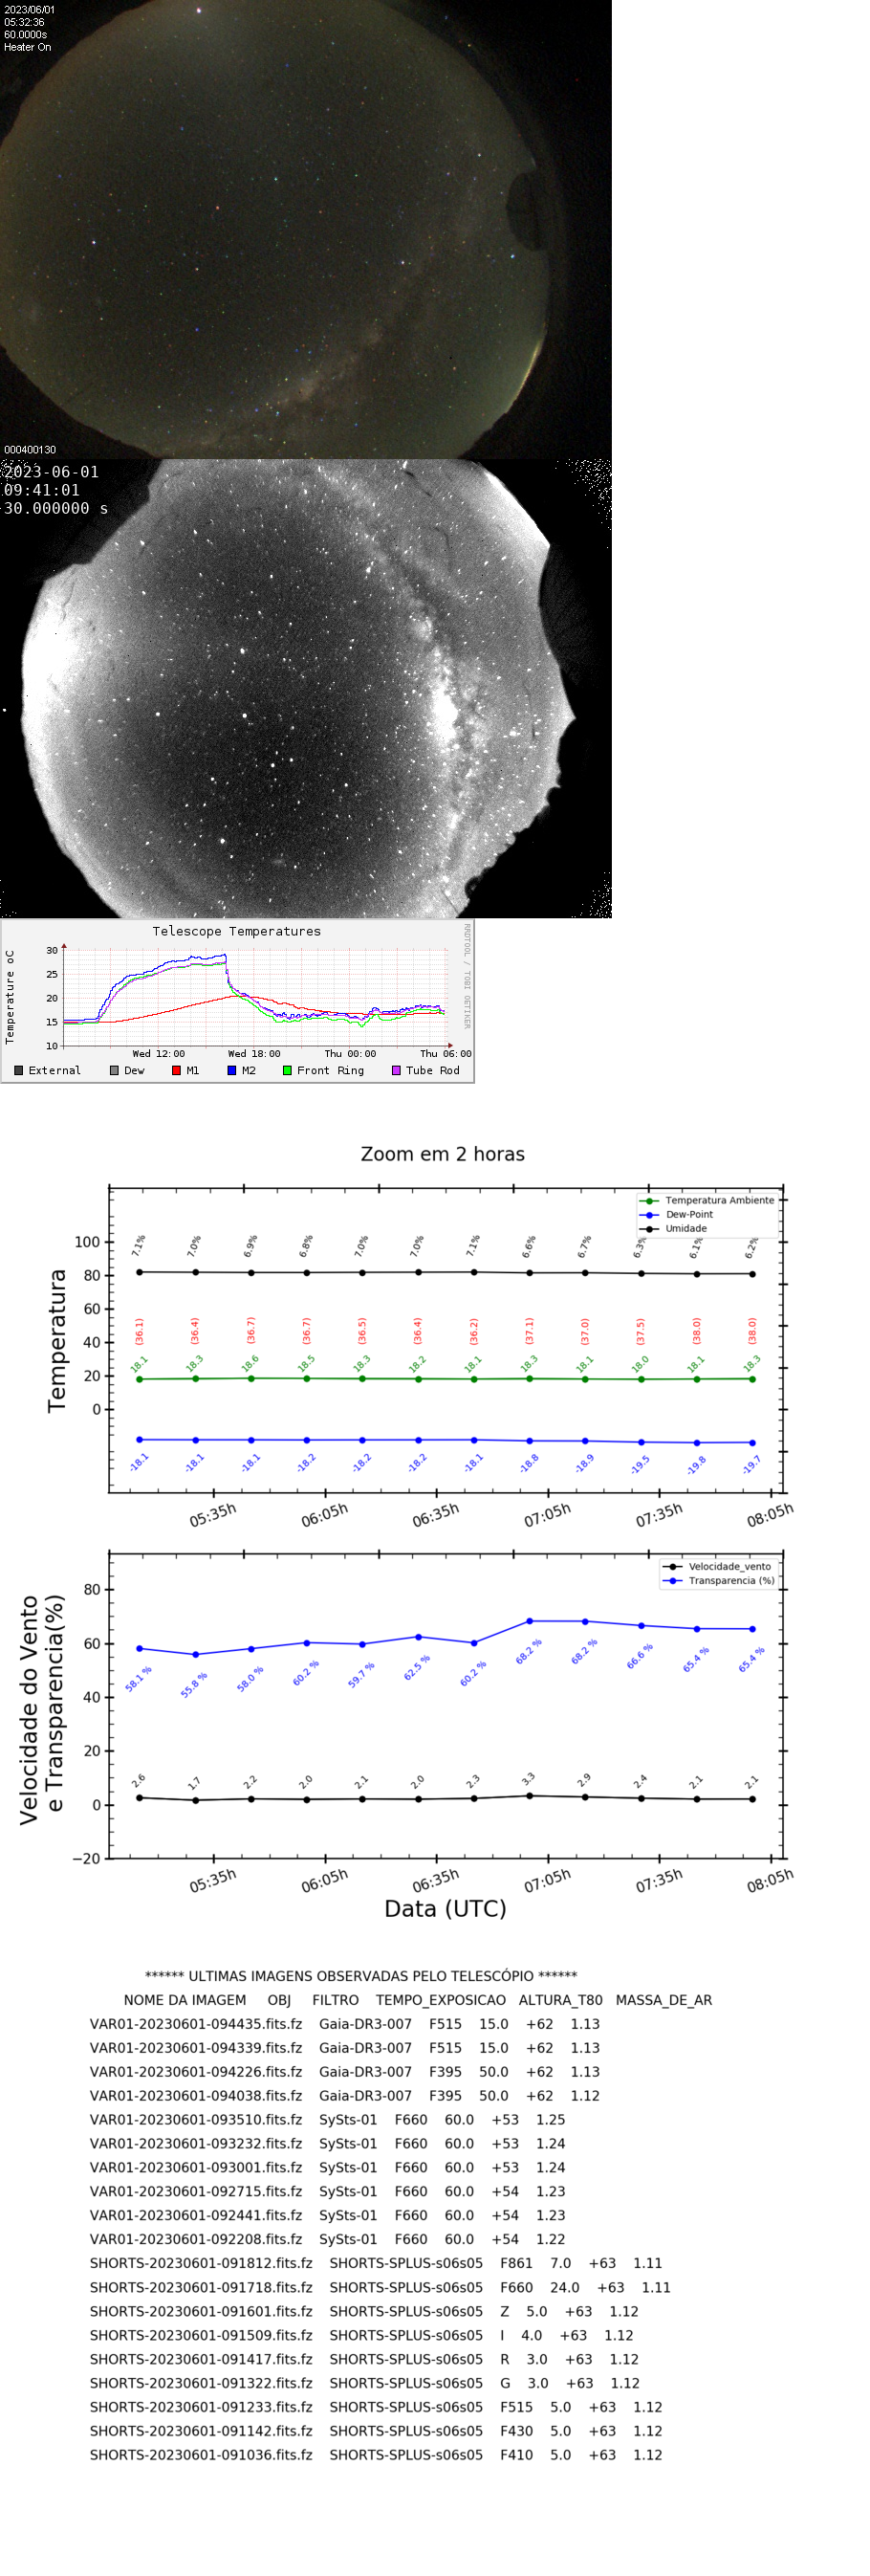 2023/06/01
05:32:36
60.0000s
Heater On
000400130
2023-06-01
09:41:01
30.000000 s
Telescope Temperatures
RRDTOOL / TOBI OETIKER
Temperature oC
30
25
20
15
10
Wed 12:00 Wed 18:00 Thu 00:00 Thu 06:00
External Dew M1 M2 Front Ring Tube Rod
Zoom em 2 horas
Temperatura Ambiente
Dew-Point
Umidade
Temperatura
100
80
60
40
20
0
7.1% 7.0% 6.9% 6.8% 7.0% 7.0% 7.1% 6.6% 6.7% 6.3% 6.1% 6.2%
(36.1) (36.4) (36.7) (36.7) (36.5) (36.4) (36.2) (37.1) (37.0) (37.5) (38.0) (38.0)
18.1 18.3 18.6 18.5 18.3 18.2 18.1 18.3 18.1 18.0 18.1 18.3
-18.1 -18.1 -18.1 -18.2 -18.2 -18.2 -18.1 -18.8 -18.9 -19.5 -19.8 -19.7
05:35h 06:05h 06:35h 07:05h 07:35h 08:05h
Velocidade_vento
Transparencia (%)
Velocidade do Vento
e Transparencia(%)
80
60
40
20
0
−20
58.1 % 55.8 % 58.0 % 60.2 % 59.7 % 62.5 % 60.2 % 68.2 % 68.2 % 66.6 % 65.4 % 65.4 %
2.6 1.7 2.2 2.0 2.1 2.0 2.3 3.3 2.9 2.4 2.1 2.1
05:35h 06:05h 06:35h 07:05h 07:35h 08:05h
Data (UTC)
****** ULTIMAS IMAGENS OBSERVADAS PELO TELESCÓPIO ******
NOME DA IMAGEM OBJ FILTRO TEMPO_EXPOSICAO ALTURA_T80 MASSA_DE_AR
VAR01-20230601-094435.fits.fz Gaia-DR3-007 F515 15.0 +62 1.13
VAR01-20230601-094339.fits.fz Gaia-DR3-007 F515 15.0 +62 1.13
VAR01-20230601-094226.fits.fz Gaia-DR3-007 F395 50.0 +62 1.13
VAR01-20230601-094038.fits.fz Gaia-DR3-007 F395 50.0 +62 1.12
VAR01-20230601-093510.fits.fz SySts-01 F660 60.0 +53 1.25
VAR01-20230601-093232.fits.fz SySts-01 F660 60.0 +53 1.24
VAR01-20230601-093001.fits.fz SySts-01 F660 60.0 +53 1.24
VAR01-20230601-092715.fits.fz SySts-01 F660 60.0 +54 1.23
VAR01-20230601-092441.fits.fz SySts-01 F660 60.0 +54 1.23
VAR01-20230601-092208.fits.fz SySts-01 F660 60.0 +54 1.22
SHORTS-20230601-091812.fits.fz SHORTS-SPLUS-s06s05 F861 7.0 +63 1.11
SHORTS-20230601-091718.fits.fz SHORTS-SPLUS-s06s05 F660 24.0 +63 1.11
SHORTS-20230601-091601.fits.fz SHORTS-SPLUS-s06s05 Z 5.0 +63 1.12
SHORTS-20230601-091509.fits.fz SHORTS-SPLUS-s06s05 I 4.0 +63 1.12
SHORTS-20230601-091417.fits.fz SHORTS-SPLUS-s06s05 R 3.0 +63 1.12
SHORTS-20230601-091322.fits.fz SHORTS-SPLUS-s06s05 G 3.0 +63 1.12
SHORTS-20230601-091233.fits.fz SHORTS-SPLUS-s06s05 F515 5.0 +63 1.12
SHORTS-20230601-091142.fits.fz SHORTS-SPLUS-s06s05 F430 5.0 +63 1.12
SHORTS-20230601-091036.fits.fz SHORTS-SPLUS-s06s05 F410 5.0 +63 1.12